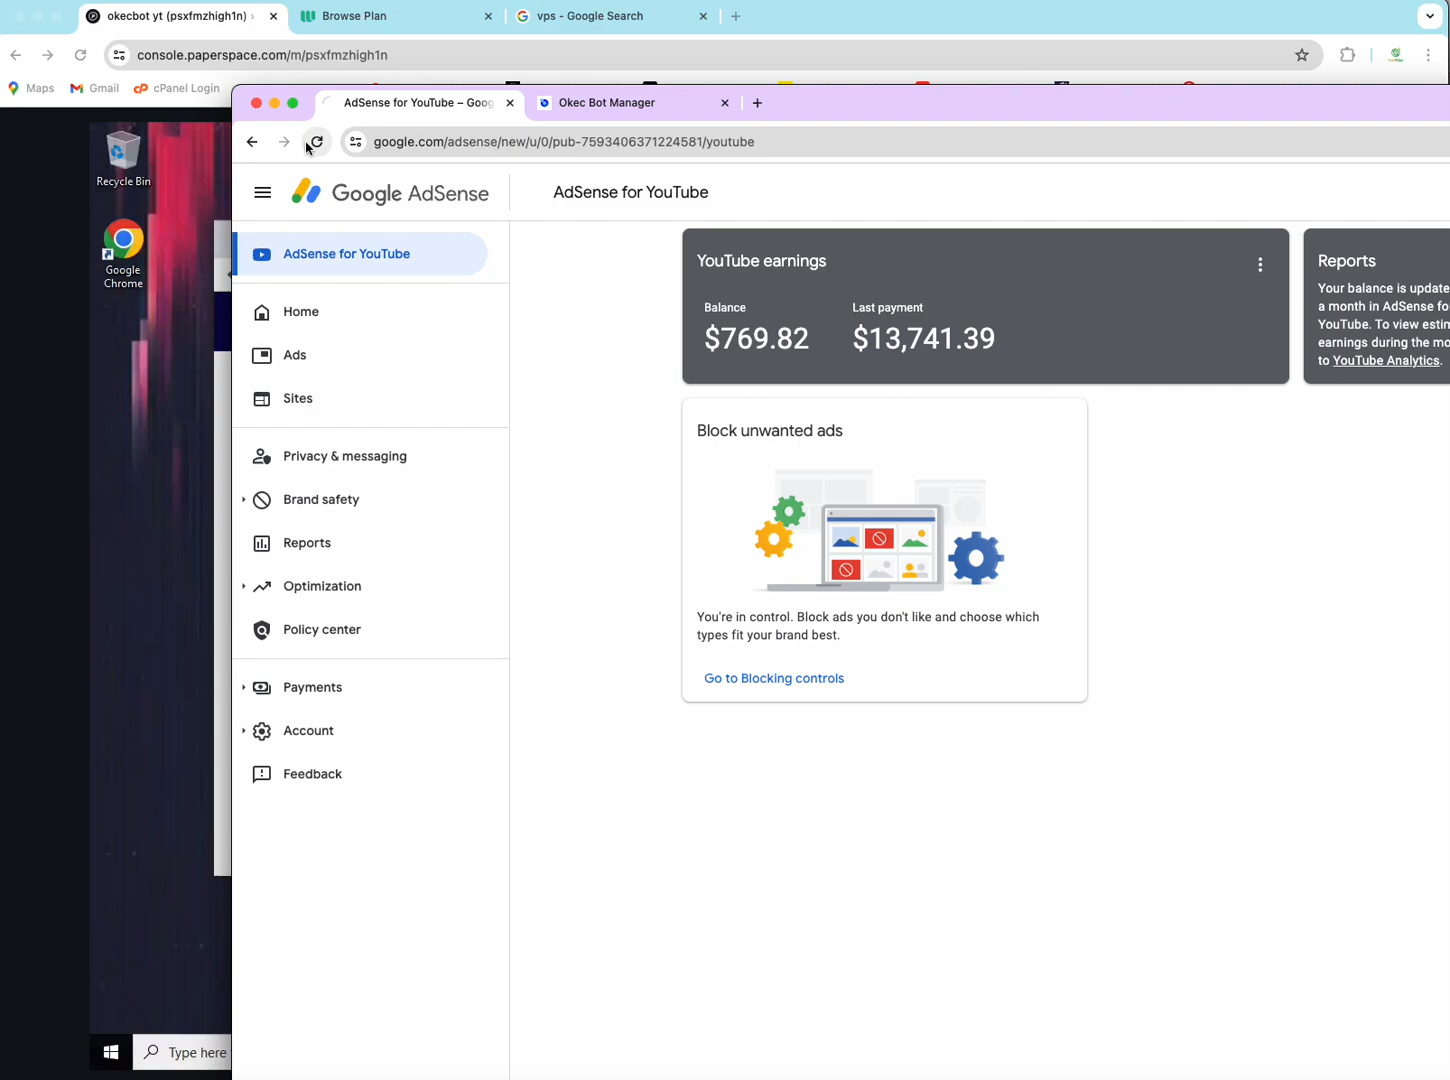 okecbot yt (psxfmzhigh1n)
Browse Plan
vps - Google Search
console.paperspace.com/m/psxfmzhigh1n
Maps
Gmail
cPanel Login
AdSense for YouTube – Goog
Okec Bot Manager
google.com/adsense/new/u/0/pub-7593406371224581/youtube
Recycle Bin
Google
Chrome
Google AdSense
AdSense for YouTube
AdSense for YouTube
Home
Ads
Sites
Privacy & messaging
Brand safety
Reports
Optimization
Policy center
Payments
Account
Feedback
YouTube earnings
Balance
Last payment
$769.82
$13,741.39
Reports
Your balance is update
a month in AdSense fo
YouTube. To view estin
earnings during the mo
to YouTube Analytics.
Block unwanted ads
You're in control. Block ads you don't like and choose which
types fit your brand best.
Go to Blocking controls
Type here